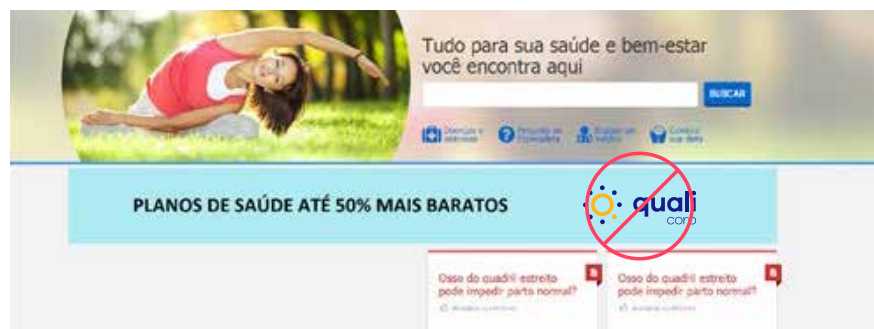 Tudo para sua saúde e bem-estar
você encontra aqui
BUSCAR
PLANOS DE SAÚDE ATÉ 50% MAIS BARATOS
quali
corp
Osso do quadril estreito
pode impedir parto normal?
Osso do quadril estreito
pode impedir parto normal?